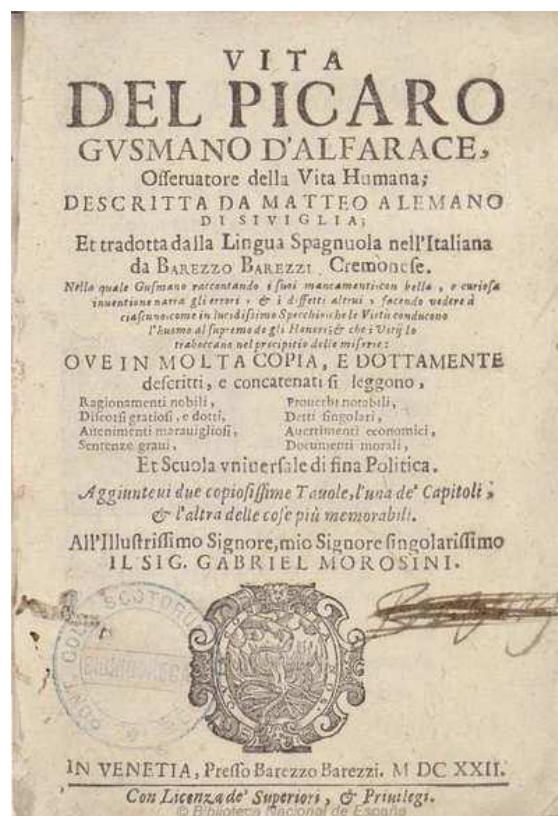 VITA
DEL PICARO
GVSMANO D'ALFARACE,
Osseruatore della Vita Humana;
DESCRITTA DA MATTEO ALEMANO
DI SIVIGLIA;
Et tradotta dalla Lingua Spagnuola nell'Italiana
da BAREZZO BAREZZI Cremonese.
Nella quale Gusmano raccontando i suoi mancamenti con bella, e curiosa
inuentione narra gli errori, & i diffetti altrui, facendo vedere à
ciascuno come in lucidissimo Specchio che le Virtù conducono
l'huomo al supremo de gli Honori; & che i Vitij lo
traboccano nel precipitio delle miserie:
OVE IN MOLTA COPIA, E DOTTAMENTE
descritti, e concatenati si leggono,
Ragionamenti nobili, Prouerbi notabili,
Discorsi gratiosi, e dotti, Detti singolari,
Auenimenti marauigliosi, Auertimenti economici,
Sentenze graui, Documenti morali,
Et Scuola vniuersale di fina Politica.
Aggiunteui due copiosissime Tauole, l'una de' Capitoli,
& l'altra delle cose più memorabili.
All'Illustrissimo Signore, mio Signore singolarissimo
IL SIG. GABRIEL MOROSINI.
PONT. COLL. SCOTORUM
IN VENETIA, Presso Barezzo Barezzi. M DC XXII.
Con Licenza de' Superiori, & Priuilegi.
© Biblioteca Nacional de España